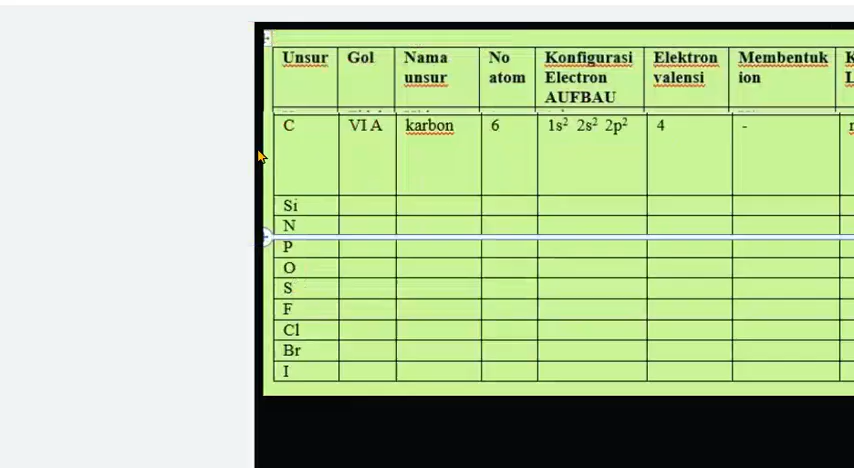 Unsur Gol Nama unsur No atom Konfigurasi Electron AUFBAU Elektron valensi Membentuk ion
C VI A karbon 6 1s² 2s² 2p² 4 -
Si
N
P
O
S
F
Cl
Br
I